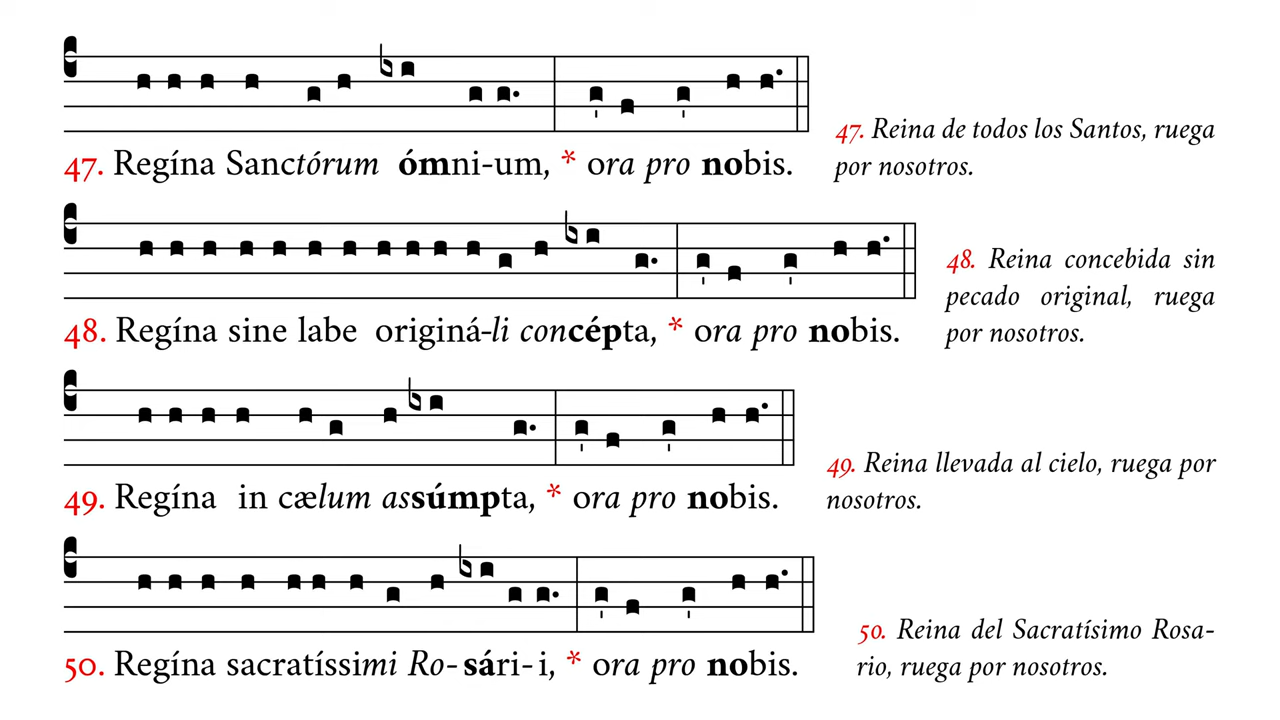 47. Regína Sanctórum ómni-um, * ora pro nobis.
47. Reina de todos los Santos, ruega
por nosotros.
48. Regína sine labe originá-li concépta, * ora pro nobis.
48. Reina concebida sin
pecado original, ruega
por nosotros.
49. Regína in cælum assúmpta, * ora pro nobis.
49. Reina llevada al cielo, ruega por
nosotros.
50. Regína sacratíssimi Ro-sári-i, * ora pro nobis.
50. Reina del Sacratísimo Rosa-
rio, ruega por nosotros.